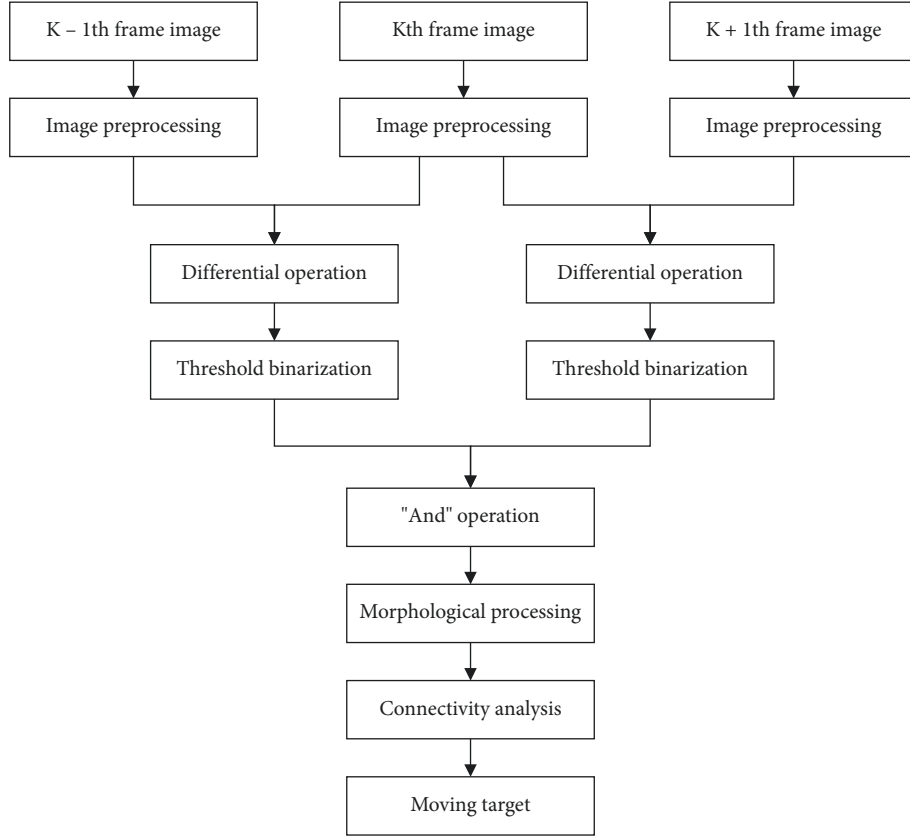 K – 1th frame image
Kth frame image
K + 1th frame image
Image preprocessing
Image preprocessing
Image preprocessing
Differential operation
Differential operation
Threshold binarization
Threshold binarization
"And" operation
Morphological processing
Connectivity analysis
Moving target